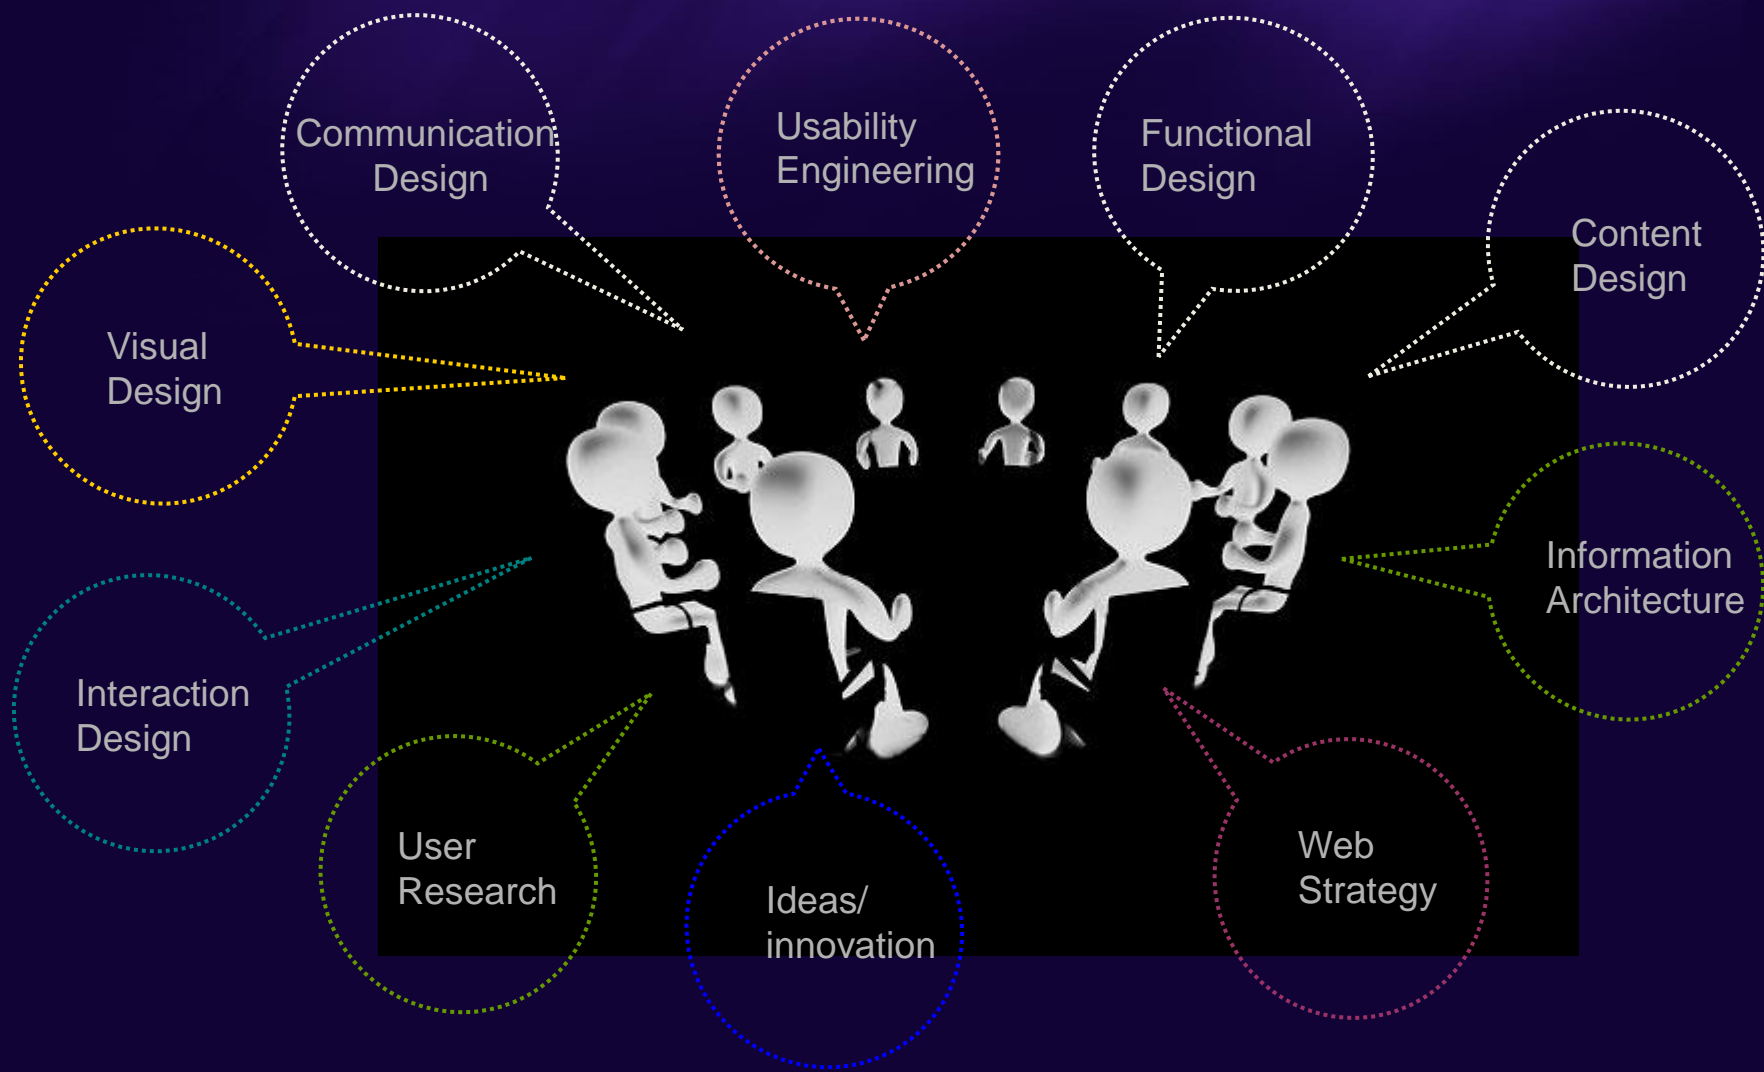 Communication
Design
Usability
Engineering
Functional
Design
Content
Design
Visual
Design
Information
Architecture
Interaction
Design
User
Research
Ideas/
innovation
Web
Strategy